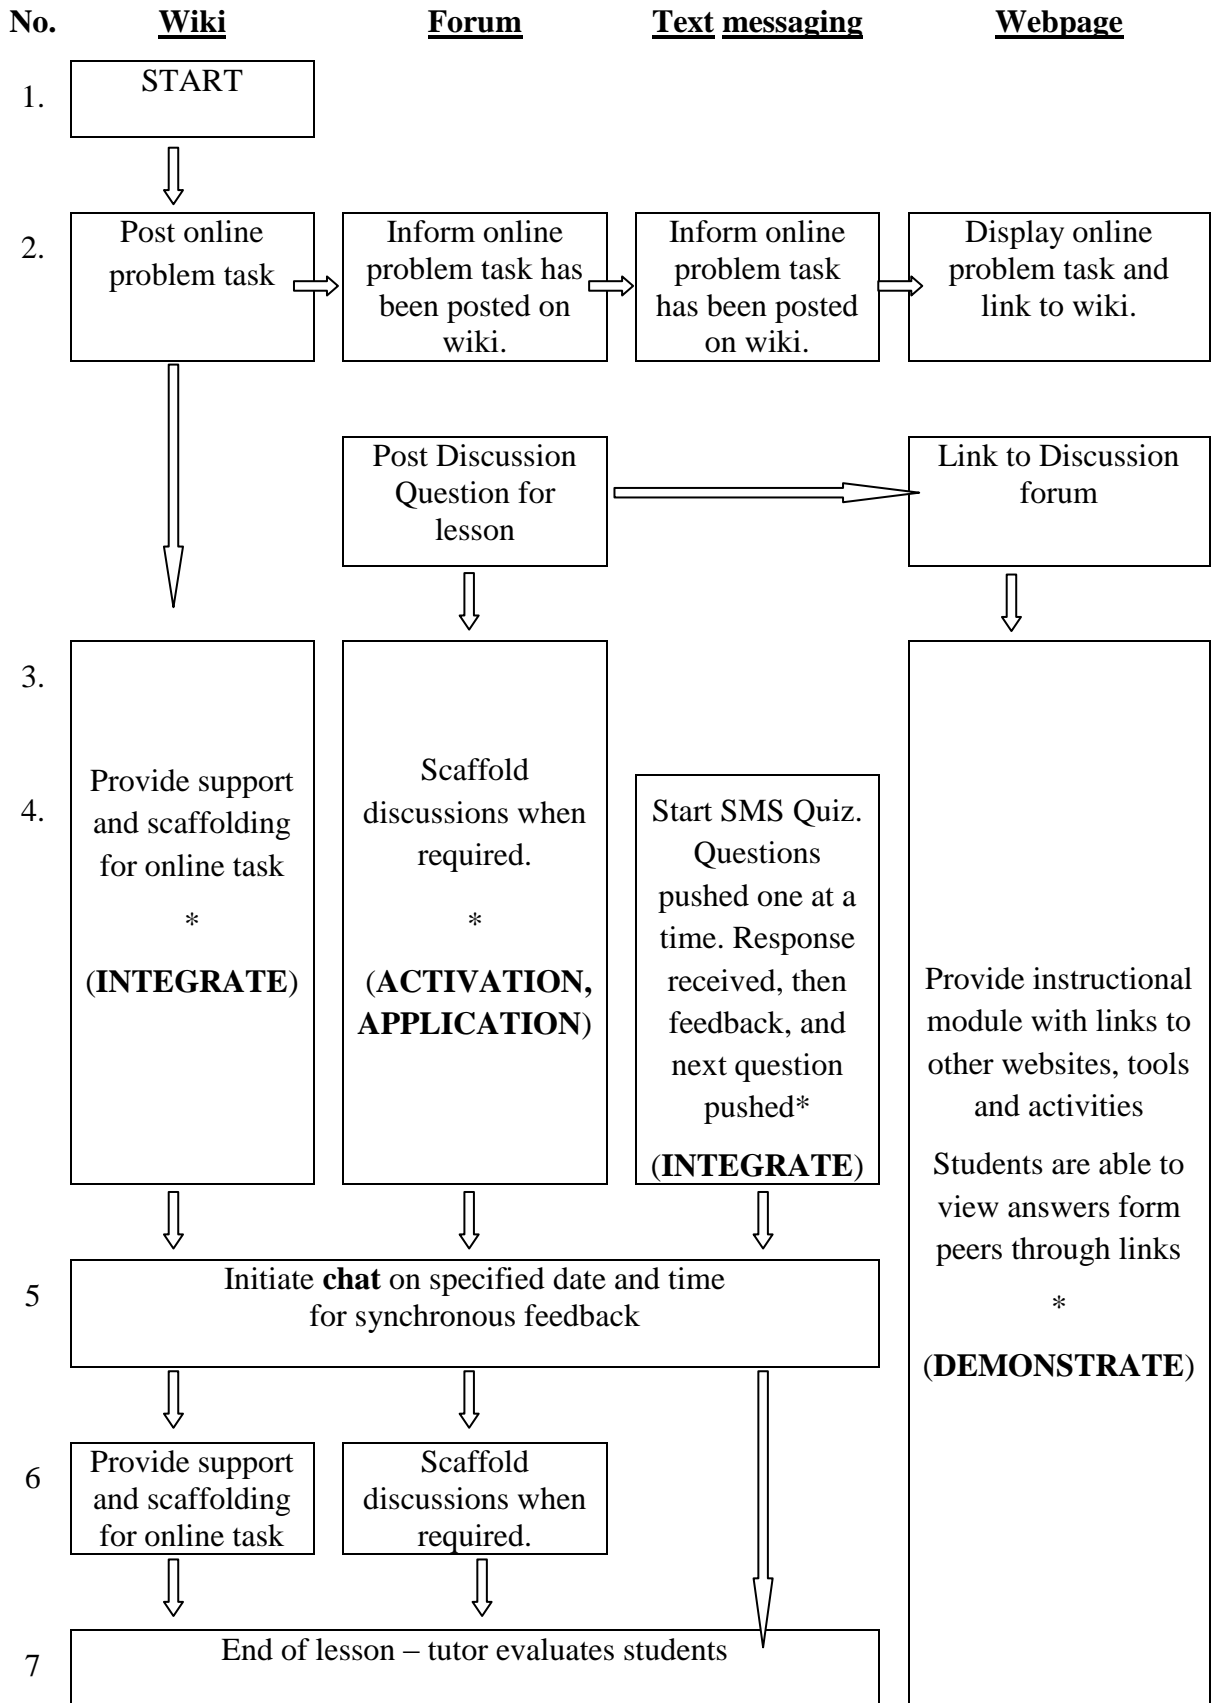 No. Wiki Forum Text messaging Webpage
1.
START
2.
Post online
problem task
Inform online
problem task has
been posted on
wiki.
Inform online
problem task
has been posted
on wiki.
Display online
problem task and
link to wiki.
Post Discussion
Question for
lesson
Link to Discussion
forum
3.
4.
Provide support
and scaffolding
for online task
*
(INTEGRATE)
Scaffold
discussions when
required.
*
(ACTIVATION,
APPLICATION)
Start SMS Quiz.
Questions
pushed one at a
time. Response
received, then
feedback, and
next question
pushed*
(INTEGRATE)
Provide instructional
module with links to
other websites, tools
and activities
Students are able to
view answers form
peers through links
*
(DEMONSTRATE)
5
Initiate chat on specified date and time
for synchronous feedback
6
Provide support
and scaffolding
for online task
Scaffold
discussions when
required.
7
End of lesson – tutor evaluates students